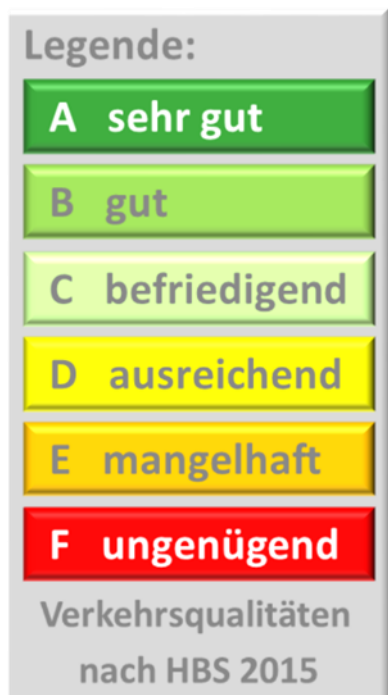 Legende:
A sehr gut
B gut
C befriedigend
D ausreichend
E mangelhaft
F ungenügend
Verkehrsqualitäten
nach HBS 2015